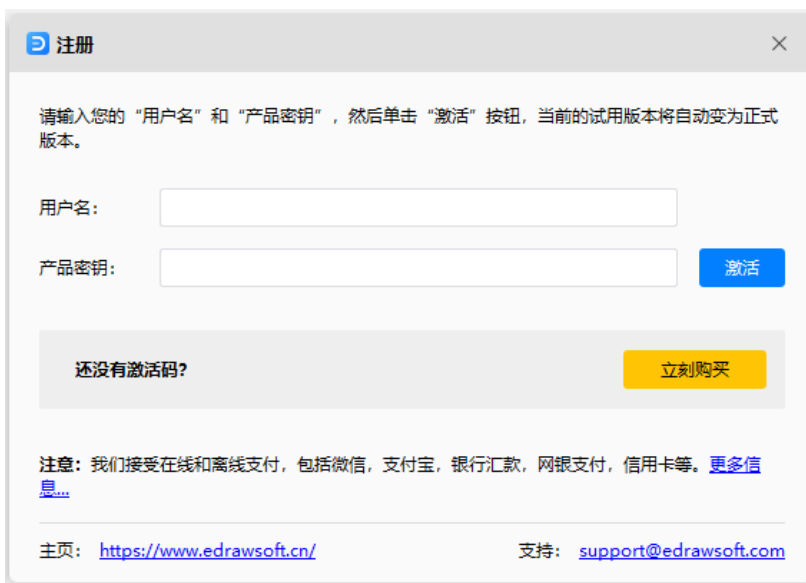 注册
请输入您的“用户名”和“产品密钥”，然后单击“激活”按钮，当前的试用版本将自动变为正式
版本。
用户名：
产品密钥：
激活
还没有激活码?
立刻购买
注意：我们接受在线和离线支付，包括微信，支付宝，银行汇款，网银支付，信用卡等。更多信
息...
主页： https://www.edrawsoft.cn/ 支持： support@edrawsoft.com